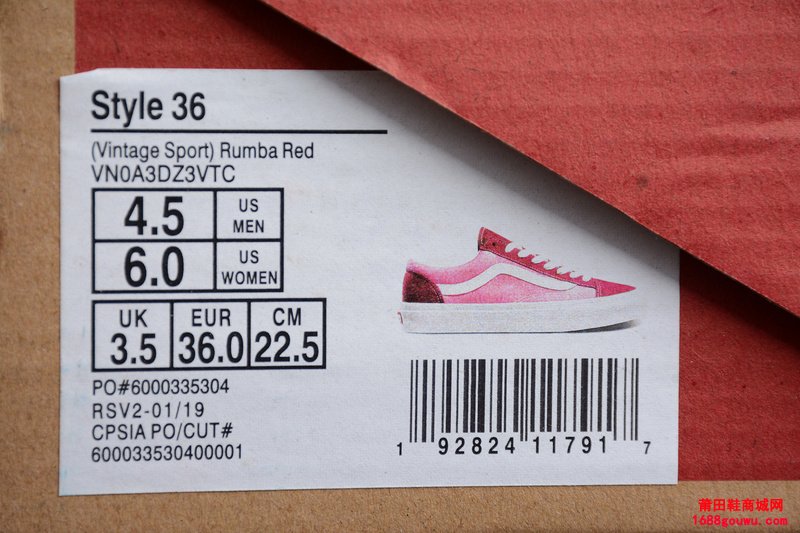 Style 36
(Vintage Sport) Rumba Red
VN0A3DZ3VTC
4.5 US MEN
6.0 US WOMEN
UK EUR CM
3.5 36.0 22.5
PO#6000335304
RSV2-01/19
CPSIA PO/CUT#
600033530400001
1 92824 11791 7
莆田鞋商城网
1688gouwu.com